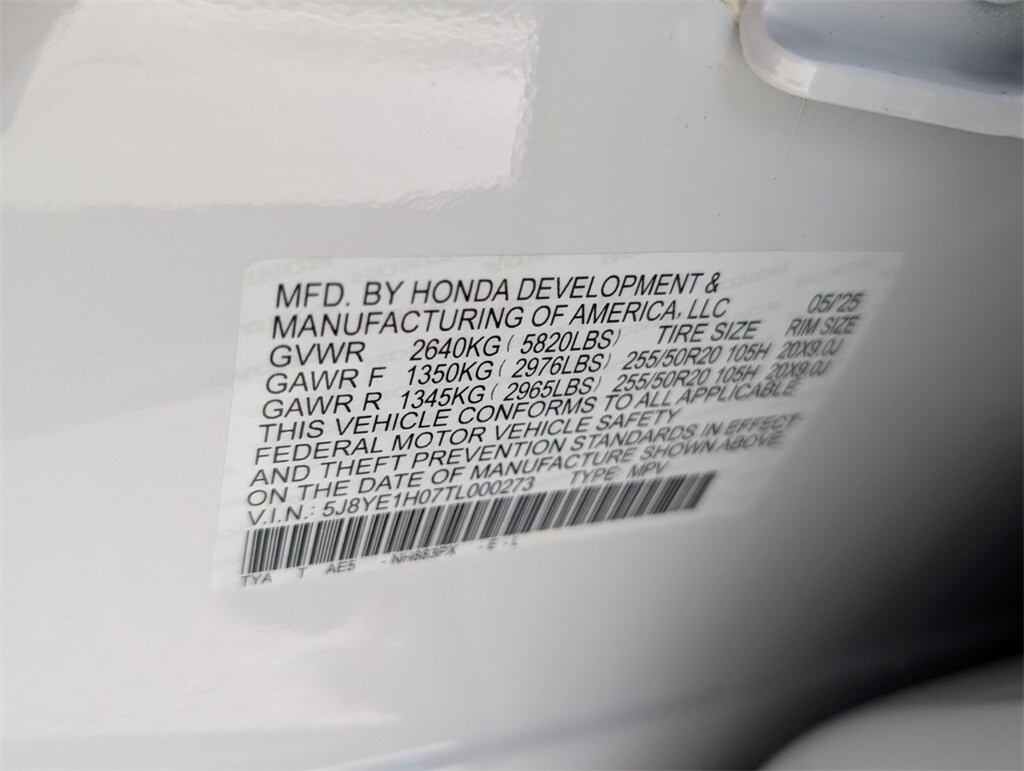 MFD. BY HONDA DEVELOPMENT &
MANUFACTURING OF AMERICA, LLC 05/'25
GVWR 2640KG ( 5820LBS) TIRE SIZE RIM SIZE
GAWR F 1350KG ( 2976LBS) 255/50R20 105H 20X9.0J
GAWR R 1345KG ( 2965LBS) 255/50R20 105H 20X9.0J
THIS VEHICLE CONFORMS TO ALL APPLICABLE
FEDERAL MOTOR VEHICLE SAFETY
AND THEFT PREVENTION STANDARDS IN EFFECT
ON THE DATE OF MANUFACTURE SHOWN ABOVE.
V.I.N.: 5J8YE1H07TL000273 TYPE: MPV
TYA T AE5 -NH883PX -E-L